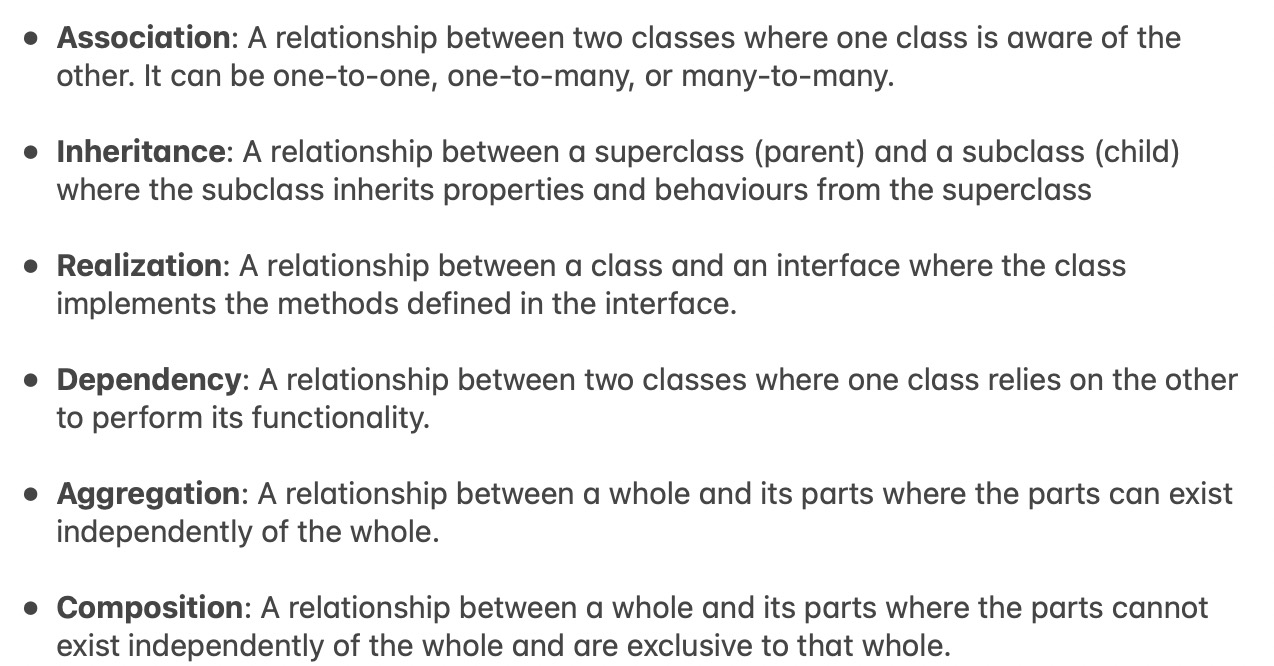 • Association: A relationship between two classes where one class is aware of the
other. It can be one-to-one, one-to-many, or many-to-many.
• Inheritance: A relationship between a superclass (parent) and a subclass (child)
where the subclass inherits properties and behaviours from the superclass
• Realization: A relationship between a class and an interface where the class
implements the methods defined in the interface.
• Dependency: A relationship between two classes where one class relies on the other
to perform its functionality.
• Aggregation: A relationship between a whole and its parts where the parts can exist
independently of the whole.
• Composition: A relationship between a whole and its parts where the parts cannot
exist independently of the whole and are exclusive to that whole.